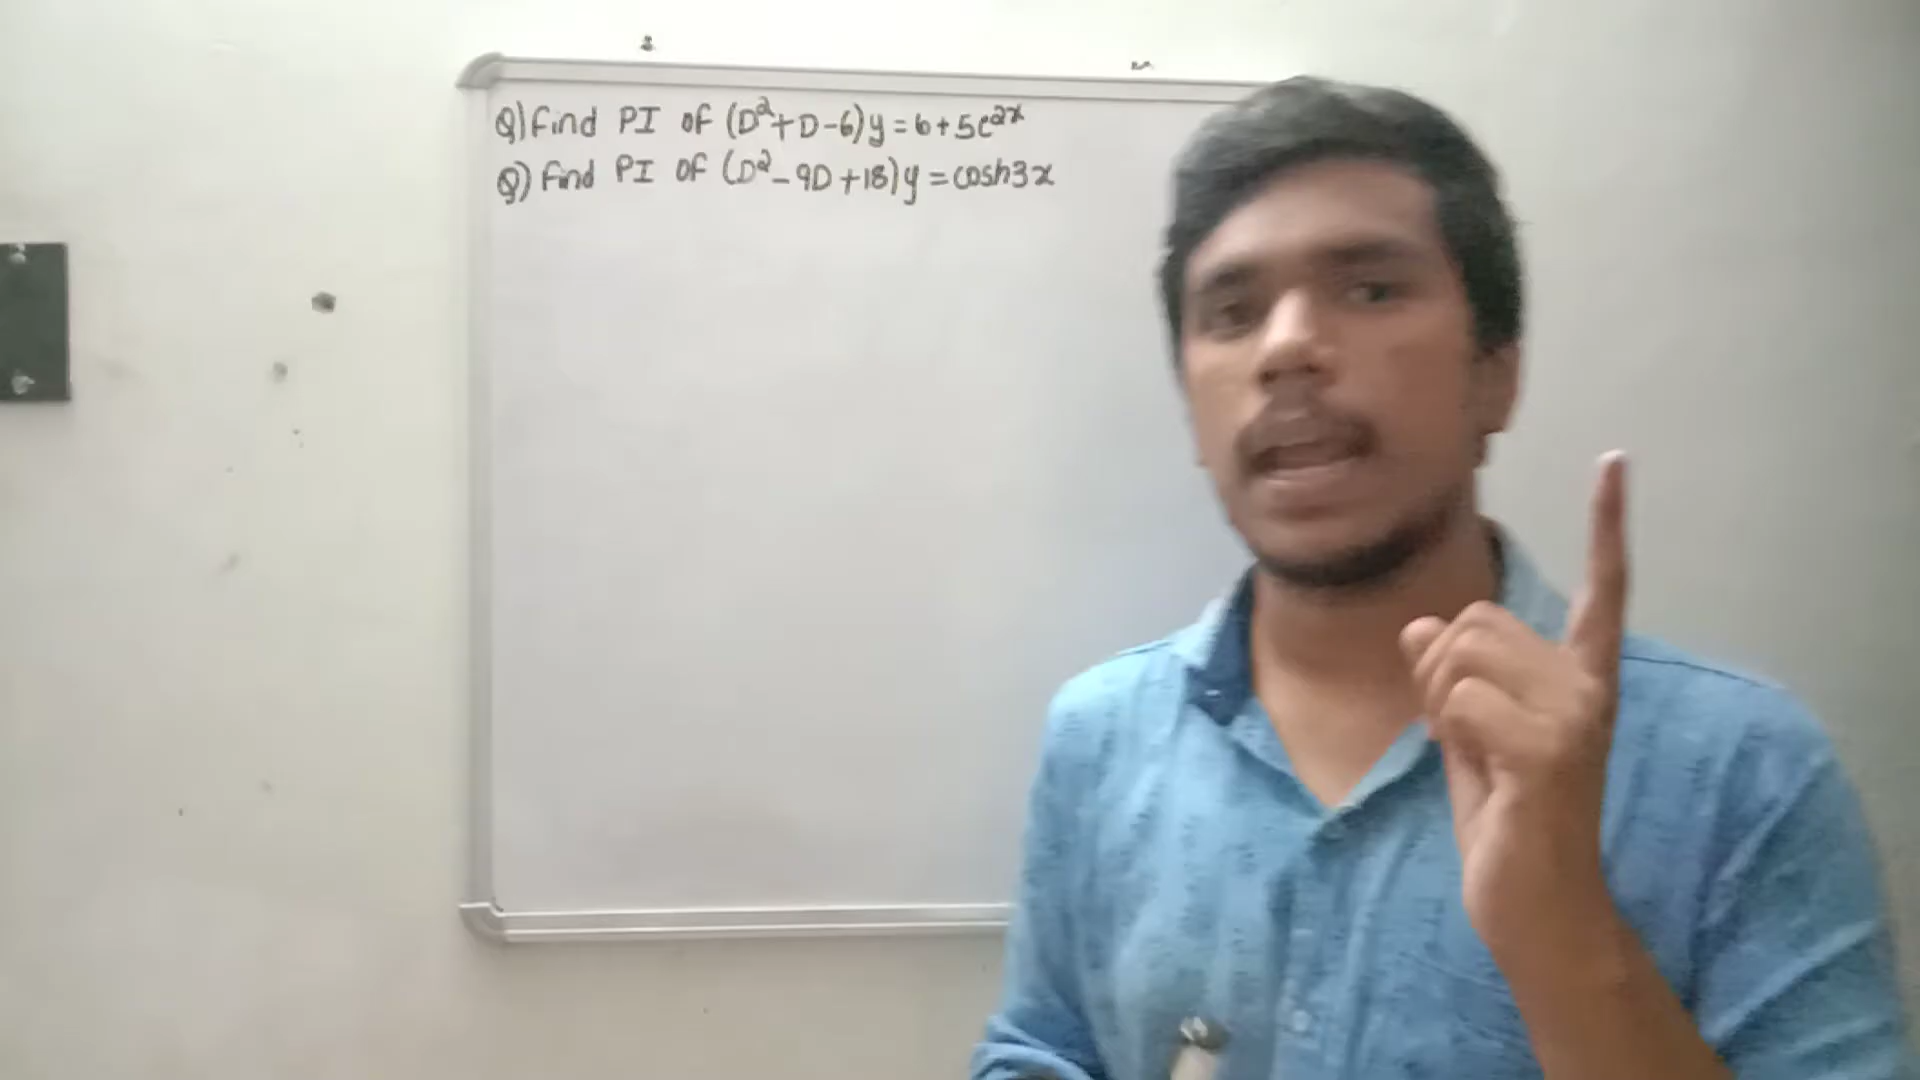 Q) Find PI of (D²+D-6)y=6+5e²ˣ
Q) Find PI of (D²-9D+18)y=cosh3x